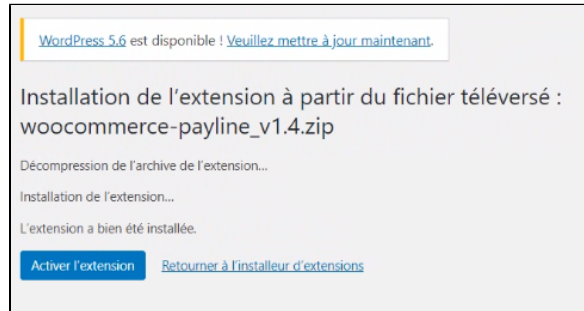 WordPress 5.6 est disponible ! Veuillez mettre à jour maintenant.
Installation de l’extension à partir du fichier téléversé :
woocommerce-payline_v1.4.zip
Décompression de l’archive de l’extension…
Installation de l’extension…
L’extension a bien été installée.
Activer l’extension Retourner à l’installeur d’extensions